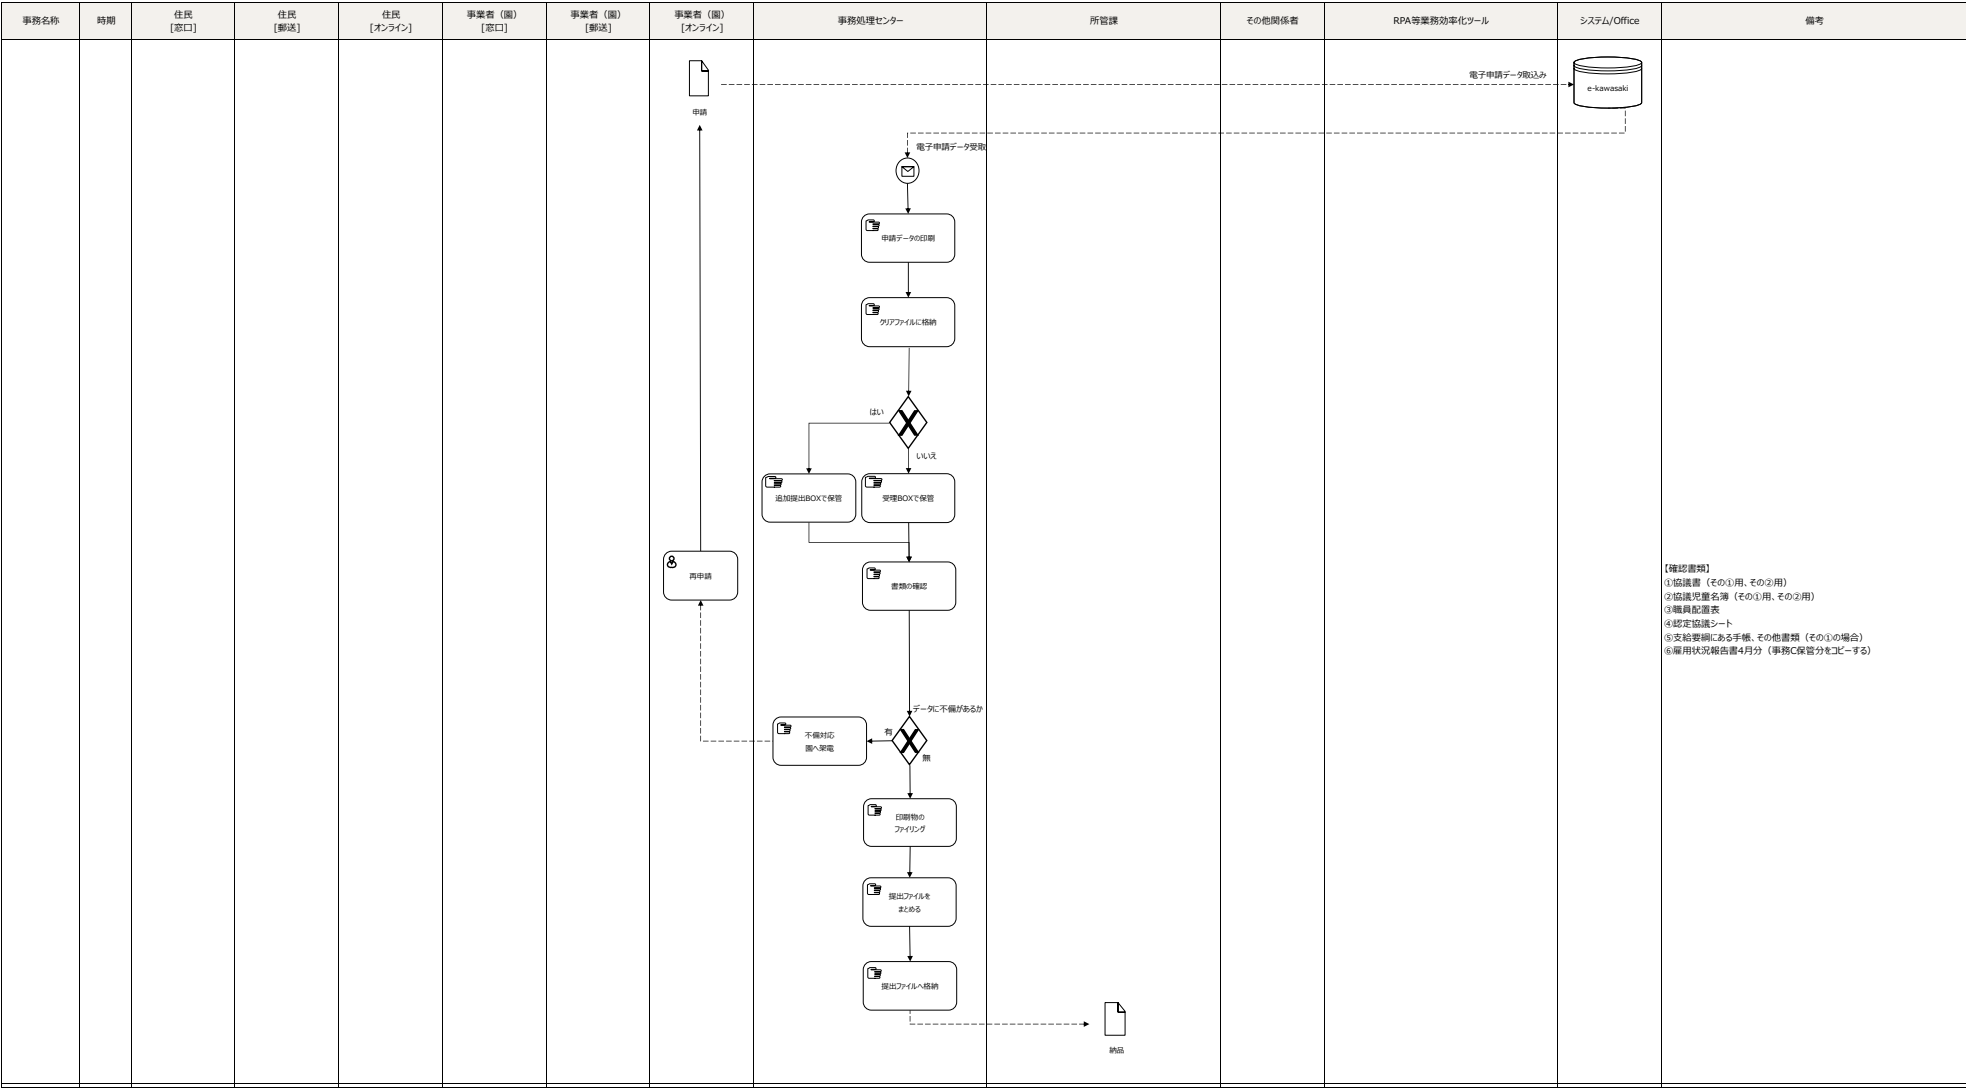 事務名称
時期
住民
[窓口]
住民
[郵送]
住民
[オンライン]
事業者（園）
[窓口]
事業者（園）
[郵送]
事業者（園）
[オンライン]
事務処理センター
所管課
その他関係者
RPA等業務効率化ツール
システム/Office
備考
申請
電子申請データ取込み
e-kawasaki
電子申請データ受取
申請データの印刷
クリアファイルに格納
はい
いいえ
追加提出BOXで保管
受理BOXで保管
再申請
書類の確認
【確認書類】
①協議書（その①用、その②用）
②協議児童名簿（その①用、その②用）
③職員配置表
④認定協議シート
⑤支給要綱にある手帳、その他書類（その①の場合）
⑥雇用状況報告書4月分（事務C保管分をコピーする）
データに不備があるか
有
無
不備対応
園へ架電
印刷物の
ファイリング
提出ファイルを
まとめる
提出ファイルへ格納
納品